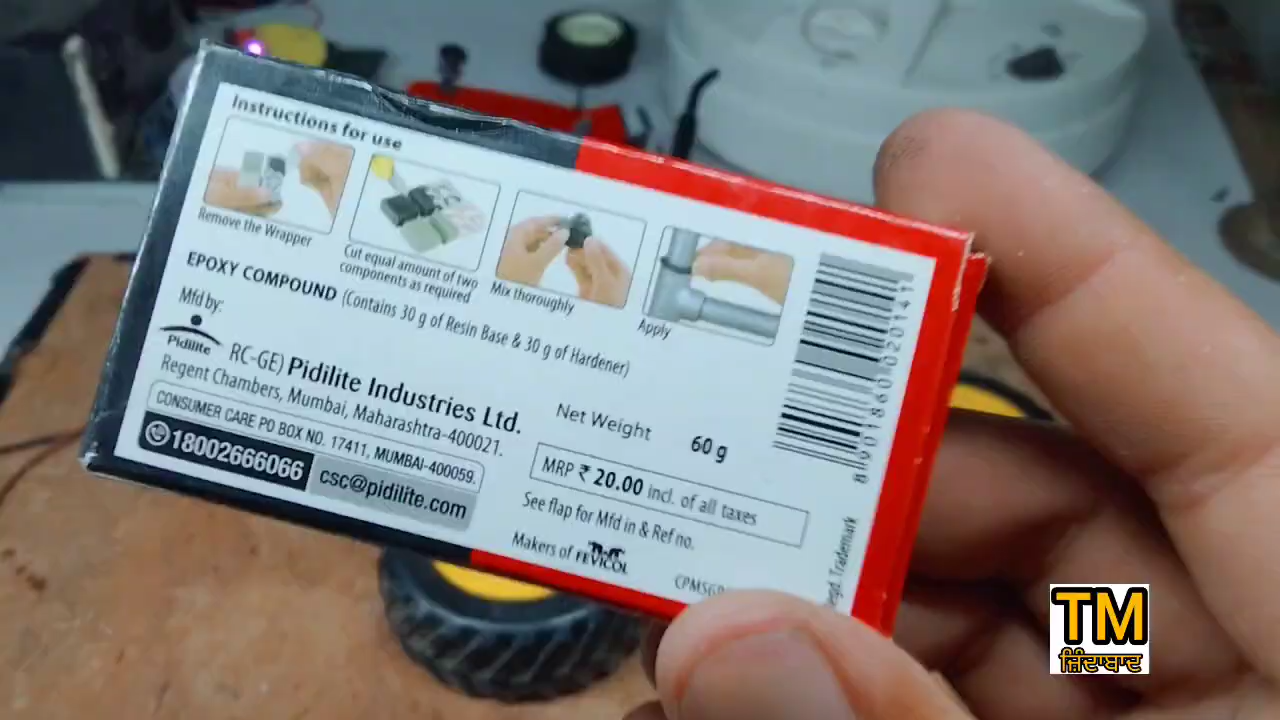 Instructions for use
Remove the Wrapper
Cut equal amount of two
components as required
Mix thoroughly
Apply
EPOXY COMPOUND (Contains 30 g of Resin Base & 30 g of Hardener)
Mfd by:
Pidilite
RC-GE) Pidilite Industries Ltd.
Regent Chambers, Mumbai, Maharashtra-400021.
CONSUMER CARE PO BOX NO. 17411, MUMBAI-400059.
18002666066
csc@pidilite.com
Net Weight 60 g
MRP ₹ 20.00 incl. of all taxes
See flap for Mfd in & Ref no.
Makers of FEVICOL
egd. Trademark
TM
ਜ਼ਿੰਦਾਬਾਦ